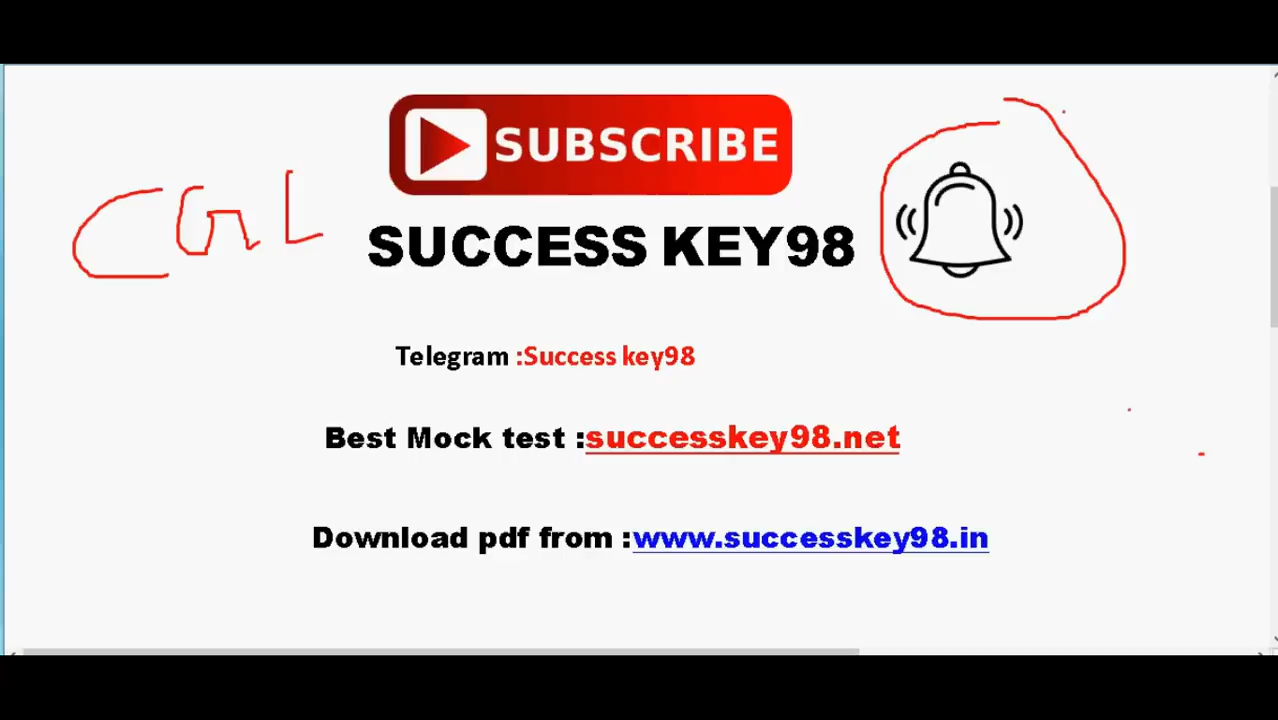 SUBSCRIBE
CGL
SUCCESS KEY98
Telegram :Success key98
Best Mock test :successkey98.net
Download pdf from :www.successkey98.in